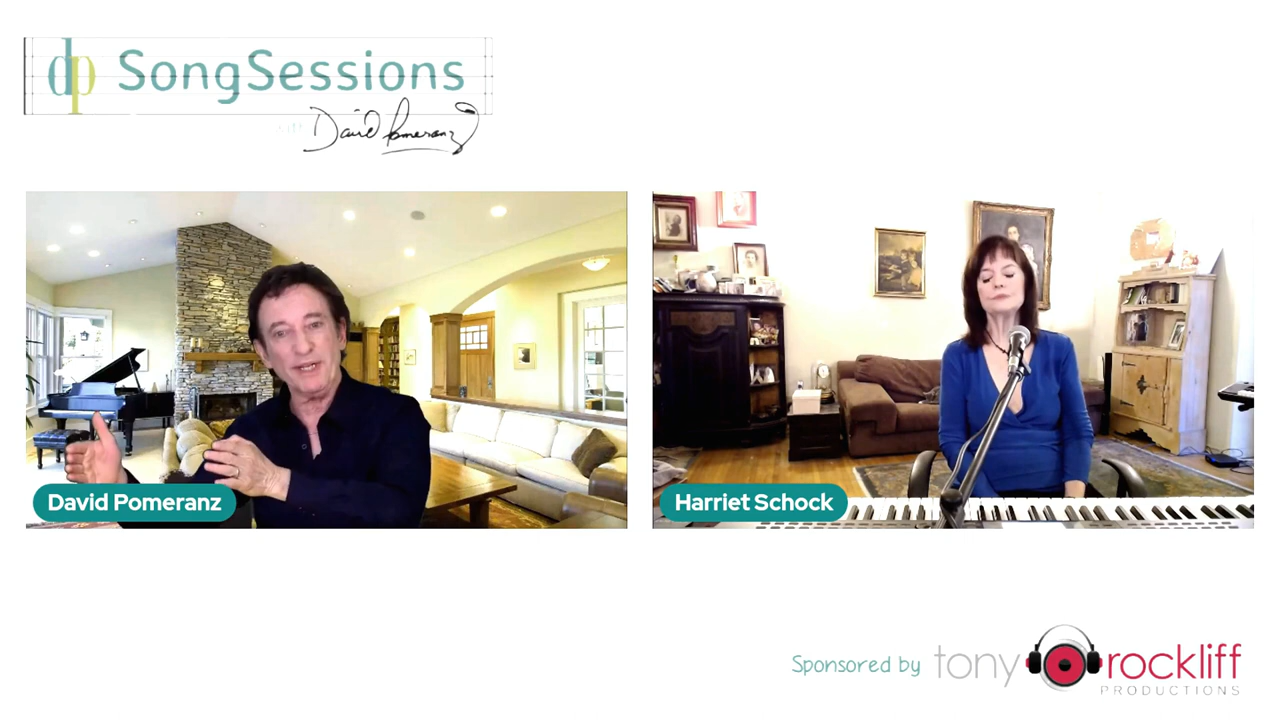 dp SongSessions
with David Pomeranz
David Pomeranz
Harriet Schock
Sponsored by tony rockliff
PRODUCTIONS